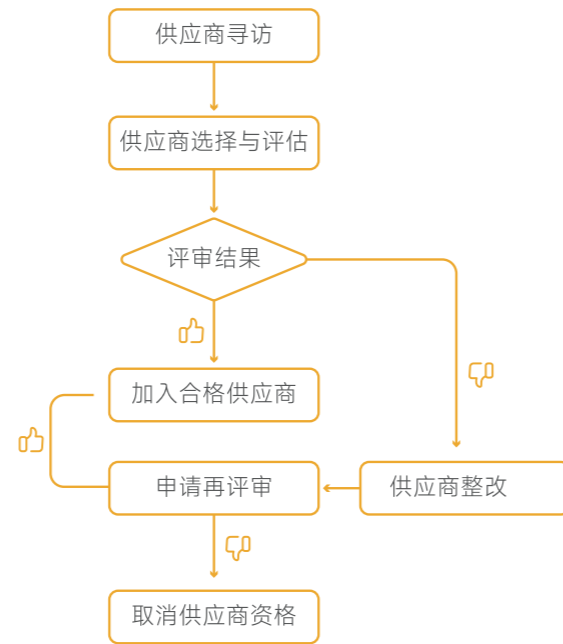 供应商寻访
供应商选择与评估
评审结果
加入合格供应商
申请再评审
供应商整改
取消供应商资格